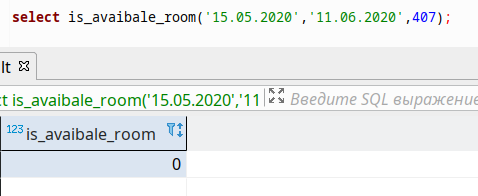 select is_avaibale_room('15.05.2020','11.06.2020',407);
lt
ct is_avaibale_room('15.05.2020','11 Введите SQL выражение
123 is_avaibale_room
0